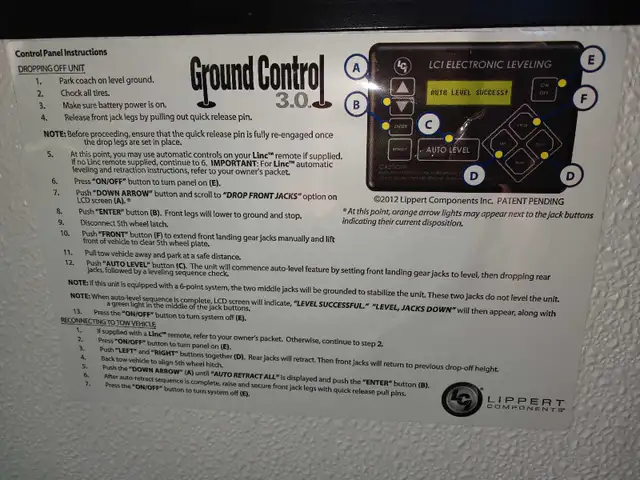 Control Panel Instructions
DROPPING OFF UNIT
1. Park coach on level ground.
2. Chock all tires.
3. Make sure battery power is on.
4. Release front jack legs by pulling out quick release pin.
NOTE: Before proceeding, ensure that the quick release pin is fully re-engaged once
the drop legs are set in place.
5. At this point, you may use automatic controls on your Linc™ remote if supplied.
If no Linc remote supplied, continue to 6. IMPORTANT: For Linc™ automatic
leveling and retraction instructions, refer to your owner's packet.
6. Press "ON/OFF" button to turn panel on (E).
7. Push "DOWN ARROW" button and scroll to "DROP FRONT JACKS" option on
LCD screen (A).*
8. Push "ENTER" button (B). Front legs will lower to ground and stop.
9. Disconnect 5th wheel latch.
10. Push "FRONT" button (F) to extend front landing gear jacks manually and lift
front of vehicle to clear 5th wheel plate.
11. Pull tow vehicle away and park at a safe distance.
12. Push "AUTO LEVEL" button (C). The unit will commence auto-level feature by setting front landing gear jacks to level, then dropping rear
jacks, followed by a leveling sequence check.
NOTE: If this unit is equipped with a 6-point system, the two middle jacks will be grounded to stabilize the unit. These two jacks do not level the unit.
NOTE: When auto-level sequence is complete, LCD screen will indicate, "LEVEL SUCCESSFUL." "LEVEL, JACKS DOWN" will then appear, along with
a green light in the middle of the jack buttons.
13. Press the "ON/OFF" button to turn system off (E).
RECONNECTING TO TOW VEHICLE
1. If supplied with a Linc™ remote, refer to your owner's packet. Otherwise, continue to step 2.
2. Press "ON/OFF" button to turn panel on (E).
3. Push "LEFT" and "RIGHT" buttons together (D). Rear jacks will retract. Then front jacks will return to previous drop-off height.
4. Back tow vehicle to align 5th wheel hitch.
5. Push the "DOWN ARROW" (A) until "AUTO RETRACT ALL" is displayed and push the "ENTER" button (B).
6. After auto-retract sequence is complete, raise and secure front jack legs with quick release pull pins.
7. Press the "ON/OFF" button to turn system off (E).
Ground Control
3.0
A
B
C
D
D
E
F
LCI ELECTRONIC LEVELING
AUTO LEVEL SUCCESS!
ON
OFF
ENTER
AUTO LEVEL
©2012 Lippert Components Inc. PATENT PENDING
* At this point, orange arrow lights may appear next to the jack buttons
indicating their current disposition.
LIPPERT
COMPONENTS